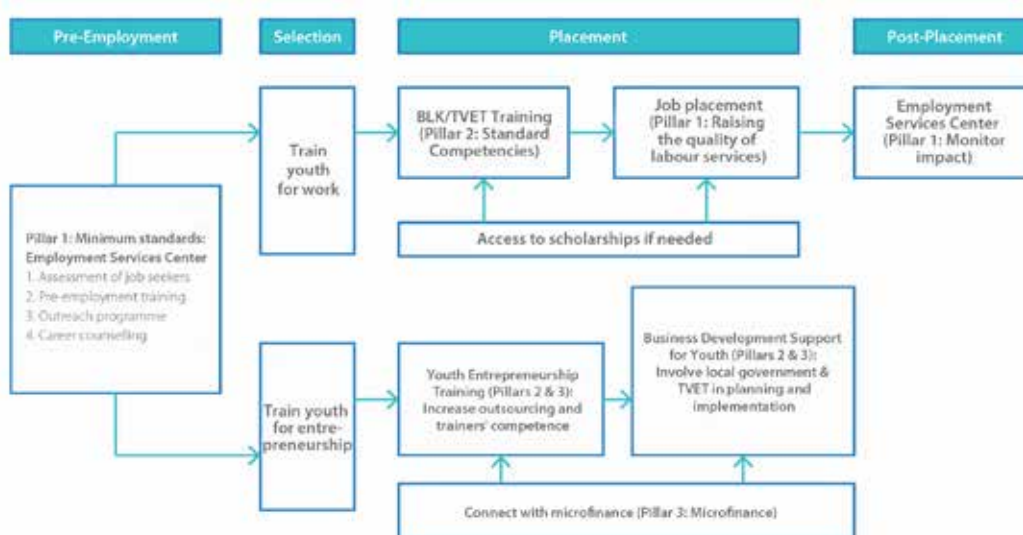 Pre-Employment
Selection
Placement
Post-Placement
Pillar 1: Minimum standards:
Employment Services Center
1. Assessment of job seekers
2. Pre-employment training
3. Outreach programme
4. Career counselling
Train
youth
for work
BLK/TVET Training
(Pillar 2: Standard
Competencies)
Job placement
(Pillar 1: Raising
the quality of
labour services)
Employment
Services Center
(Pillar 1: Monitor
impact)
Access to scholarships if needed
Train youth
for entre-
preneurship
Youth Entrepreneurship
Training (Pillars 2 & 3):
Increase outsourcing and
trainers' competence
Business Development Support
for Youth (Pillars 2 & 3):
Involve local government &
TVET in planning and
implementation
Connect with microfinance (Pillar 3: Microfinance)